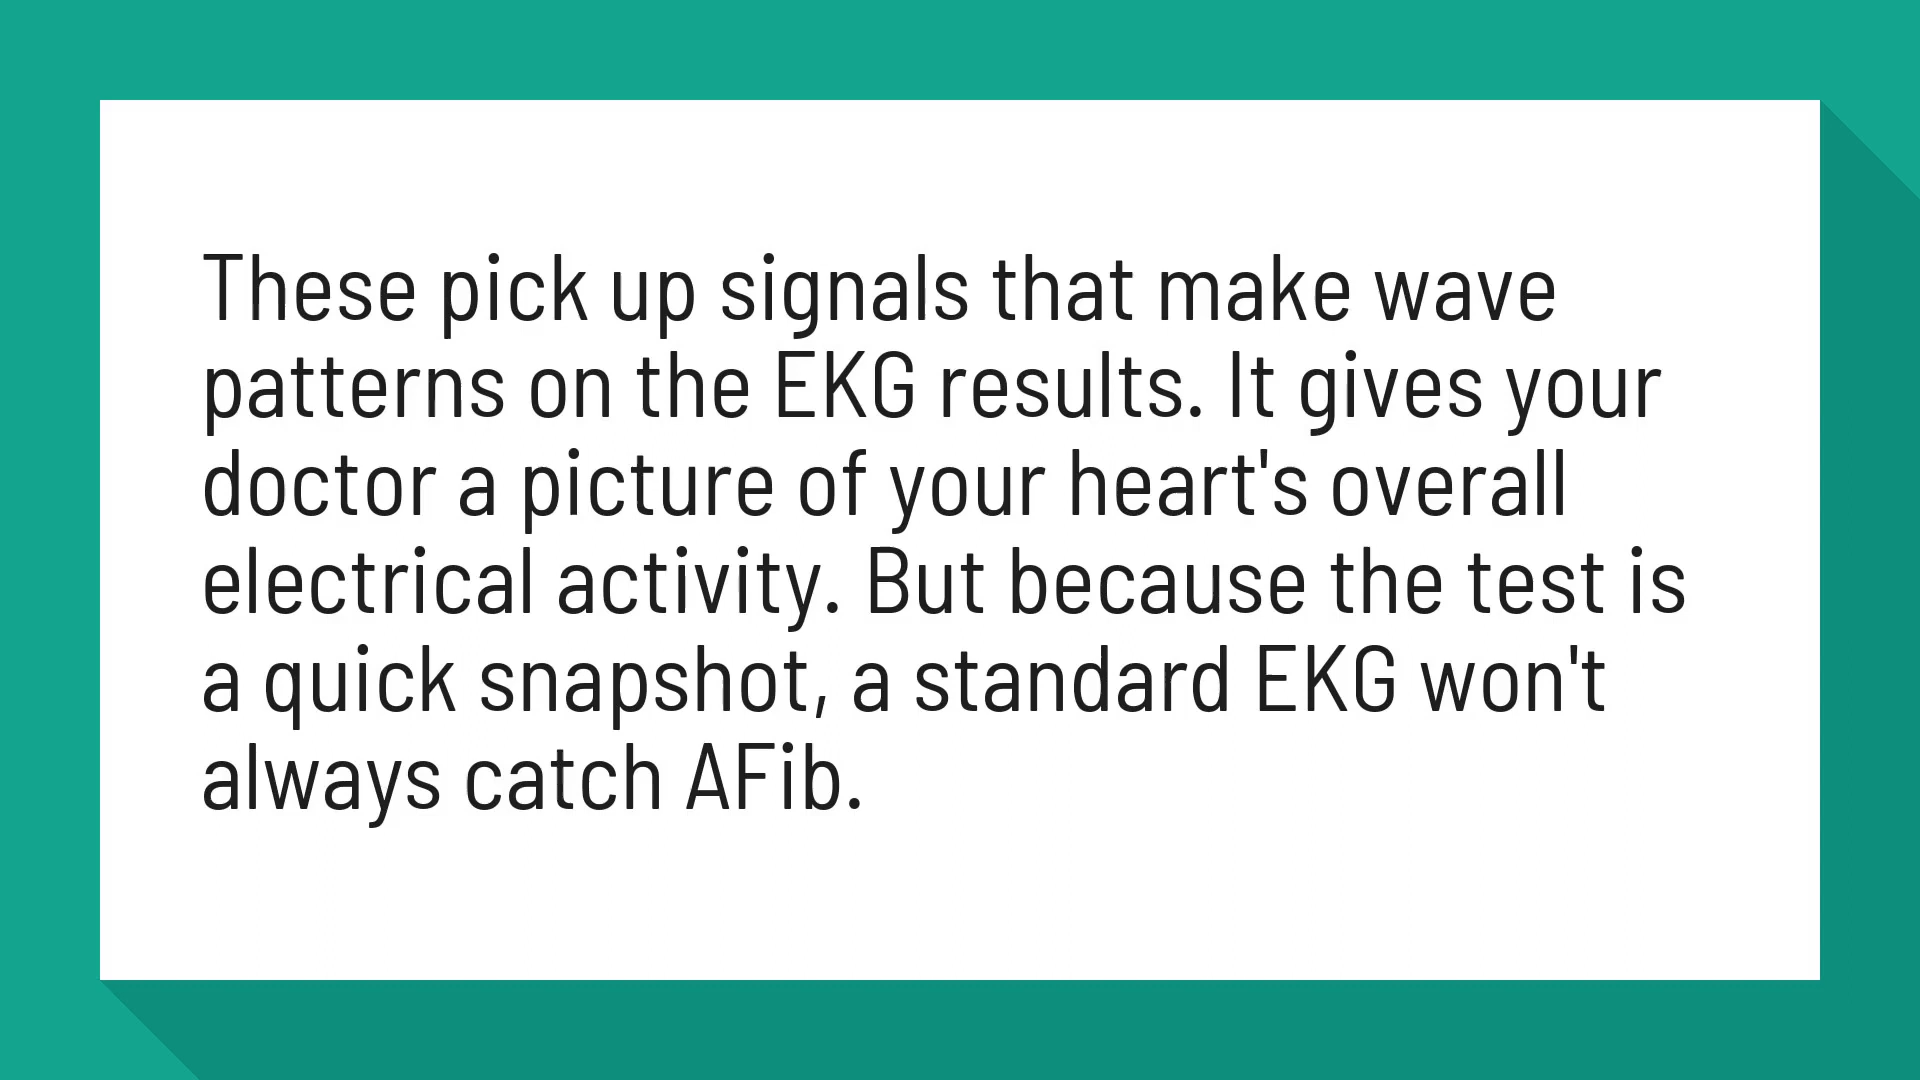 These pick up signals that make wave
patterns on the EKG results. It gives your
doctor a picture of your heart's overall
electrical activity. But because the test is
a quick snapshot, a standard EKG won't
always catch AFib.